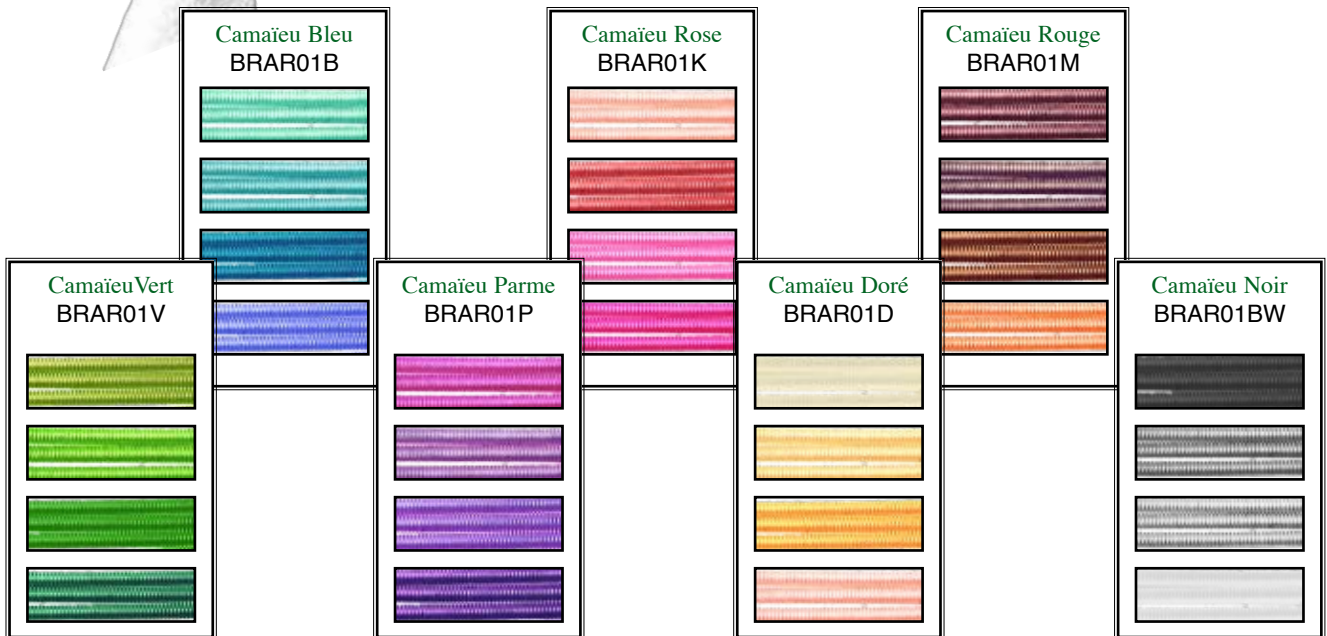 Camaïeu Bleu
BRAR01B
Camaïeu Rose
BRAR01K
Camaïeu Rouge
BRAR01M
CamaïeuVert
BRAR01V
Camaïeu Parme
BRAR01P
Camaïeu Doré
BRAR01D
Camaïeu Noir
BRAR01BW